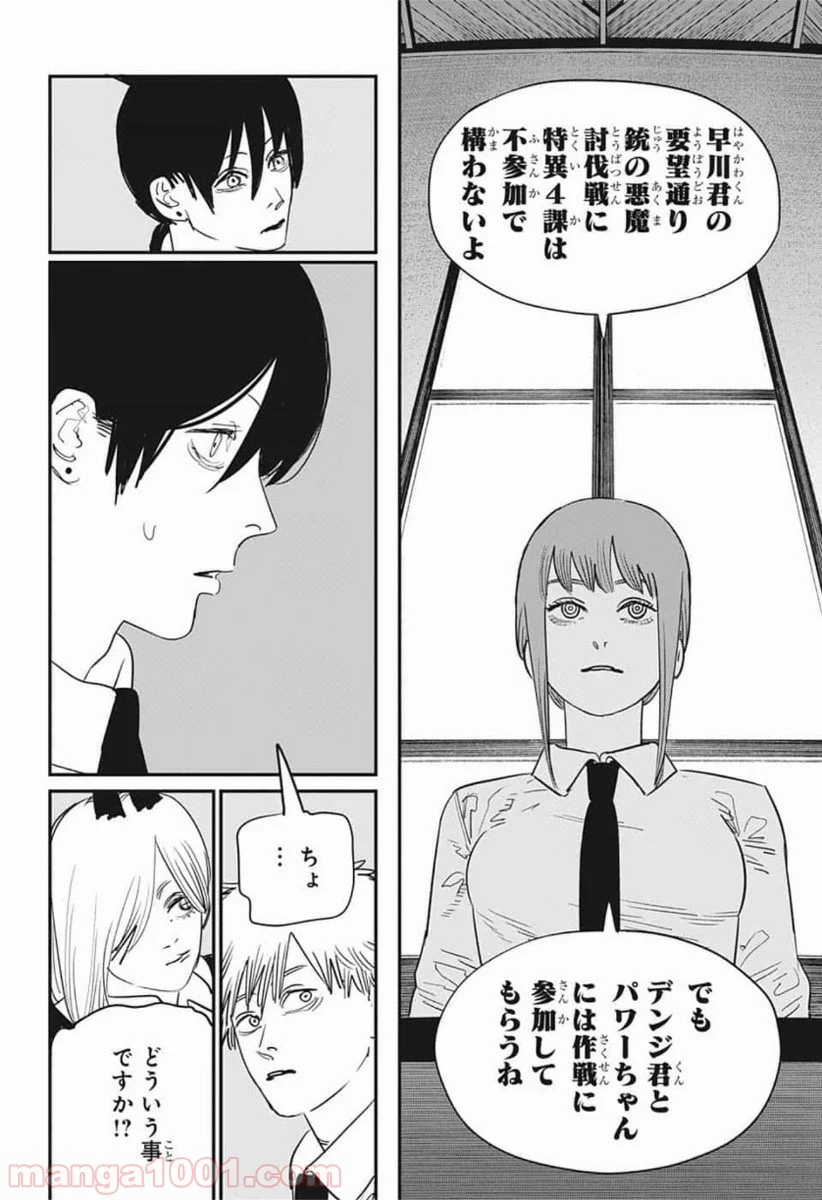 早川君の
要望通り
銃の悪魔
討伐戦に
特異4課は
不参加で
構わないよ
でも
デンジ君と
パワーちゃん
には作戦に
参加して
もらうね
ちょ
…
どういう事
ですか!?
manga1001.com